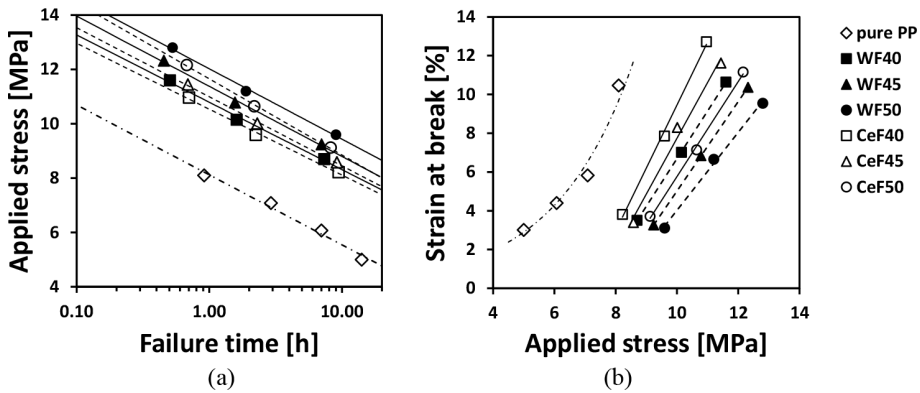 Applied stress [MPa]
14
12
10
8
6
4
0.10
1.00
10.00
Failure time [h]
(a)
Strain at break [%]
14
12
10
8
6
4
2
0
4
6
8
10
12
14
Applied stress [MPa]
(b)
pure PP
WF40
WF45
WF50
CeF40
CeF45
CeF50